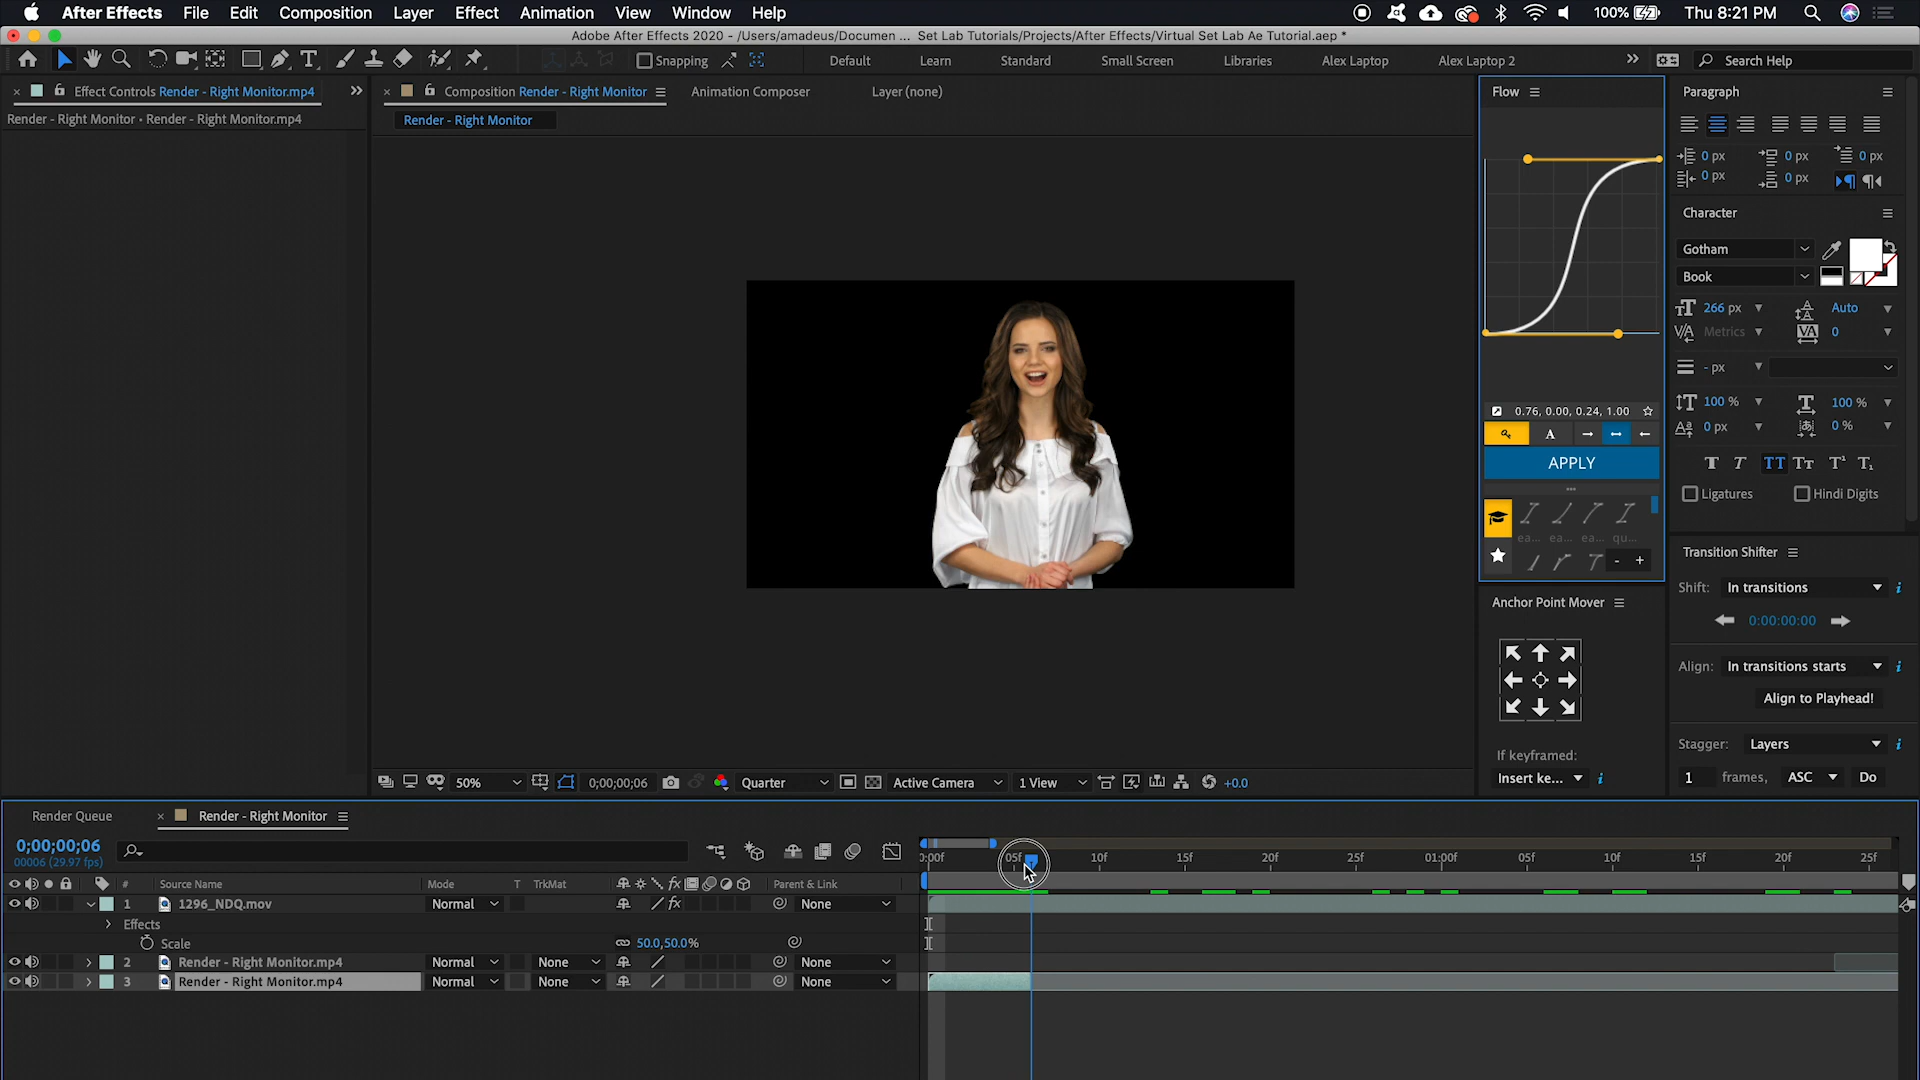 After Effects File Edit Composition Layer Effect Animation View Window Help 100% Thu 8:21 PM
Adobe After Effects 2020 - /Users/amadeus/Documen ... Set Lab Tutorials/Projects/After Effects/Virtual Set Lab Ae Tutorial.aep *
Snapping Default Learn Standard Small Screen Libraries Alex Laptop Alex Laptop 2 Search Help
Effect Controls Render - Right Monitor.mp4
Composition Render - Right Monitor Animation Composer Layer (none)
Flow
Paragraph
Render - Right Monitor • Render - Right Monitor.mp4
Render - Right Monitor
0 px 0 px 0 px
0 px 0 px
Character
Gotham
Book
266 px Auto
Metrics 0
- px
100 % 100 %
0 px 0 %
0.76, 0.00, 0.24, 1.00
A
APPLY
ea... ea... ea... qu...
- +
TT Tr T¹ T₁
Ligatures Hindi Digits
Transition Shifter
Shift: In transitions
0:00:00:00
Align: In transitions starts
Align to Playhead!
Stagger: Layers
1 frames, ASC Do
Anchor Point Mover
If keyframed:
Insert ke...
50% 0;00;00;06 Quarter Active Camera 1 View +0.0
Render Queue Render - Right Monitor
0;00;00;06
00006 (29.97 fps)
0:00f 05f 10f 15f 20f 25f 01:00f 05f 10f 15f 20f 25f
# Source Name Mode T TrkMat fx Parent & Link
1 1296_NDQ.mov Normal fx None
Effects
Scale 50.0,50.0%
2 Render - Right Monitor.mp4 Normal None None
3 Render - Right Monitor.mp4 Normal None None